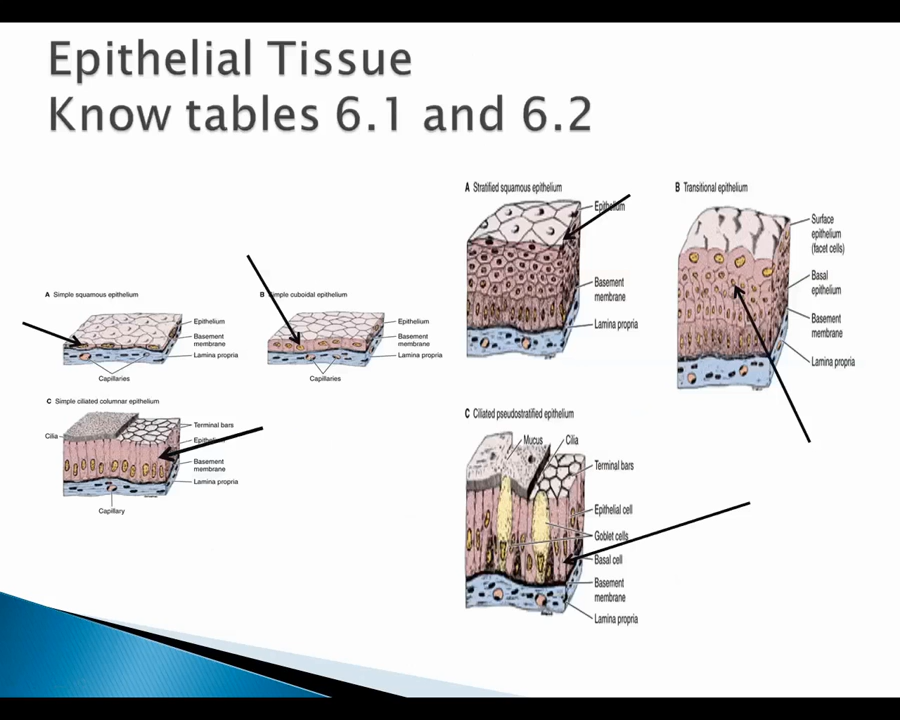 Epithelial Tissue
Know tables 6.1 and 6.2
A Simple squamous epithelium
Epithelium
Basement
membrane
Lamina propria
Capillaries
B Simple cuboidal epithelium
Epithelium
Basement
membrane
Lamina propria
Capillaries
C Simple ciliated columnar epithelium
Cilia
Terminal bars
Epithelium
Basement
membrane
Lamina propria
Capillary
A Stratified squamous epithelium
Epithelium
Basement
membrane
Lamina propria
B Transitional epithelium
Surface
epithelium
(facet cells)
Basal
epithelium
Basement
membrane
Lamina propria
C Ciliated pseudostratified epithelium
Mucus
Cilia
Terminal bars
Epithelial cell
Goblet cells
Basal cell
Basement
membrane
Lamina propria